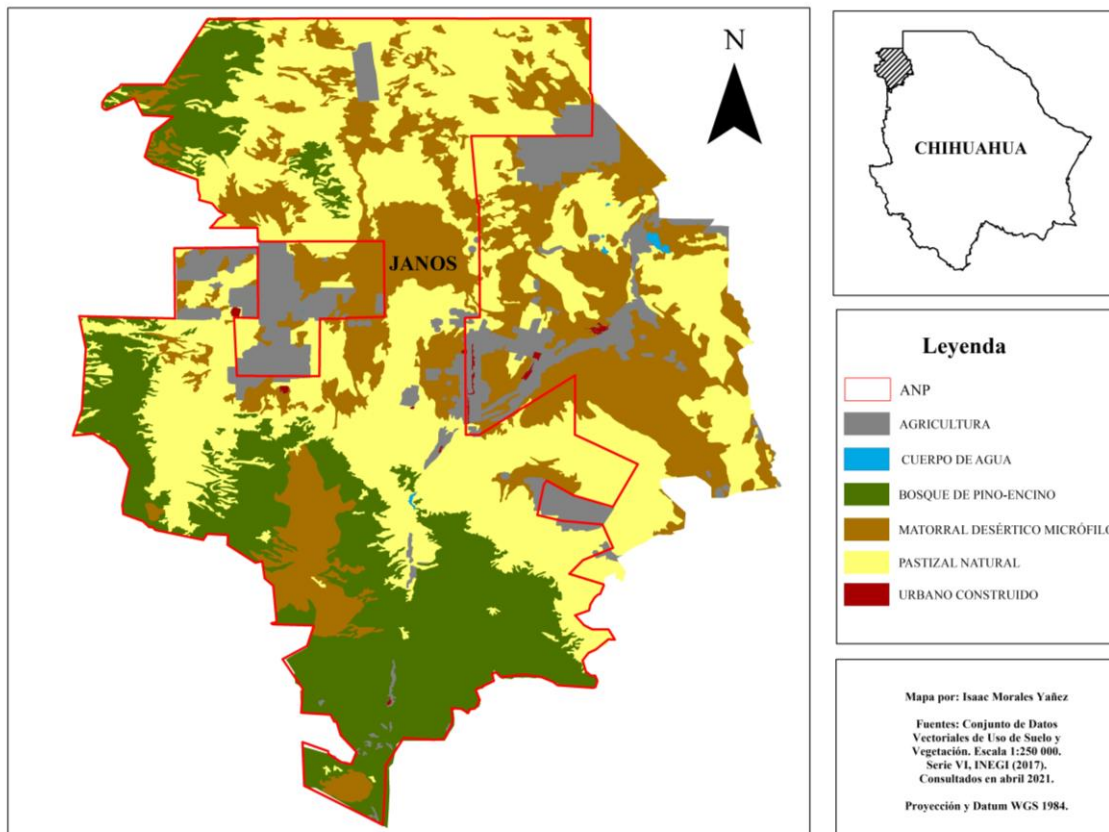 N
JANOS
CHIHUAHUA
Leyenda
ANP
AGRICULTURA
CUERPO DE AGUA
BOSQUE DE PINO-ENCINO
MATORRAL DESÉRTICO MICRÓFILO
PASTIZAL NATURAL
URBANO CONSTRUIDO
Mapa por: Isaac Morales Yañez
Fuentes: Conjunto de Datos
Vectoriales de Uso de Suelo y
Vegetación. Escala 1:250 000.
Serie VI, INEGI (2017).
Consultados en abril 2021.
Proyección y Datum WGS 1984.